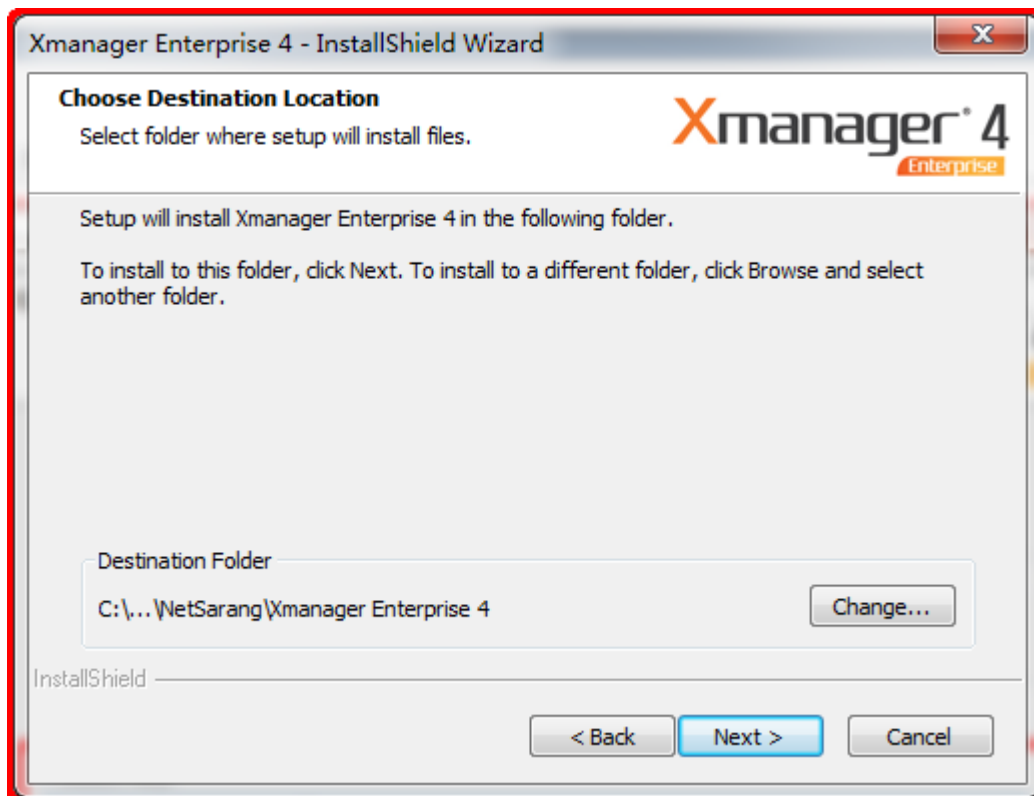 Xmanager Enterprise 4 - InstallShield Wizard
Choose Destination Location
Select folder where setup will install files.
Xmanager® 4
Enterprise
Setup will install Xmanager Enterprise 4 in the following folder.
To install to this folder, click Next. To install to a different folder, click Browse and select
another folder.
Destination Folder
C:\...\NetSarang\Xmanager Enterprise 4
Change...
InstallShield
< Back
Next >
Cancel